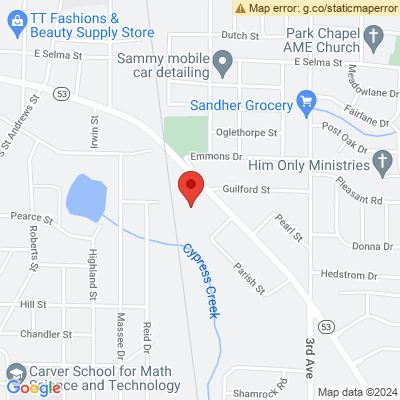 Map error: g.co/staticmaperror
TT Fashions &
Beauty Supply Store
E Selma St
Dutch St
Park Chapel
AME Church
Sammy mobile
car detailing
E Selma St
Meadowlane Dr
53
s St Andrews St
Irwin St
Sandher Grocery
Fairlane Dr
Oglethorpe St
Post Oak Dr
Emmons Dr
Him Only Ministries
Guilford St
Pleasant Rd
Pearce St
Pearl St
Roberts St
Highland St
Cypress Creek
Donna Dr
Parish St
Hedstrom Dr
Hill St
Massee Dr
Reid Dr
Chandler St
53
3rd Ave
Carver School for Math
Science and Technology
Shamrock Rd
Google
Map data ©2024